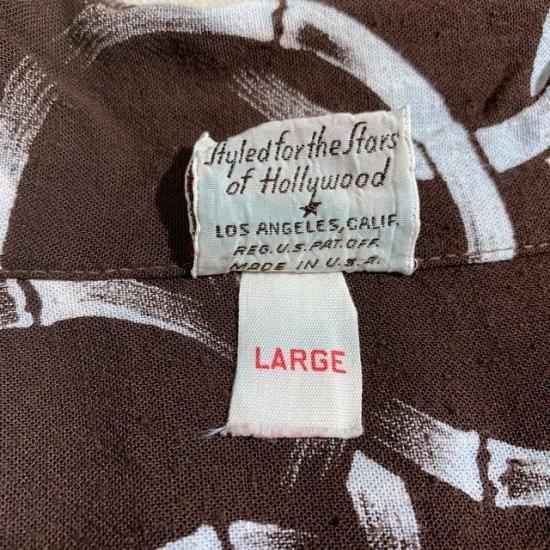 Styled for the Stars
of Hollywood
LOS ANGELES, CALIF.
REG. U.S. PAT. OFF.
MADE IN U.S.A.
LARGE